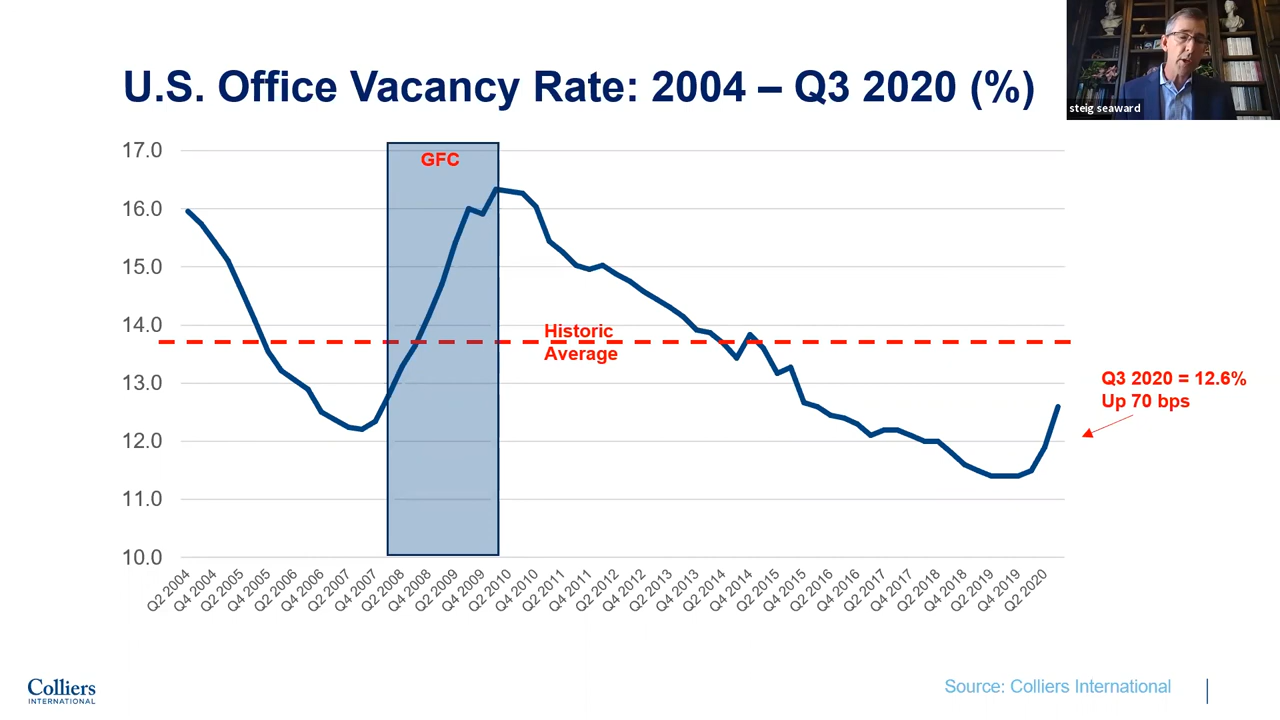 steig seaward
U.S. Office Vacancy Rate: 2004 – Q3 2020 (%)
17.0
16.0
15.0
14.0
13.0
12.0
11.0
10.0
GFC
Historic
Average
Q3 2020 = 12.6%
Up 70 bps
Q2 2004
Q4 2004
Q2 2005
Q4 2005
Q2 2006
Q4 2006
Q2 2007
Q4 2007
Q2 2008
Q4 2008
Q2 2009
Q4 2009
Q2 2010
Q4 2010
Q2 2011
Q4 2011
Q2 2012
Q4 2012
Q2 2013
Q4 2013
Q2 2014
Q4 2014
Q2 2015
Q4 2015
Q2 2016
Q4 2016
Q2 2017
Q4 2017
Q2 2018
Q4 2018
Q2 2019
Q4 2019
Q2 2020
Colliers
INTERNATIONAL
Source: Colliers International